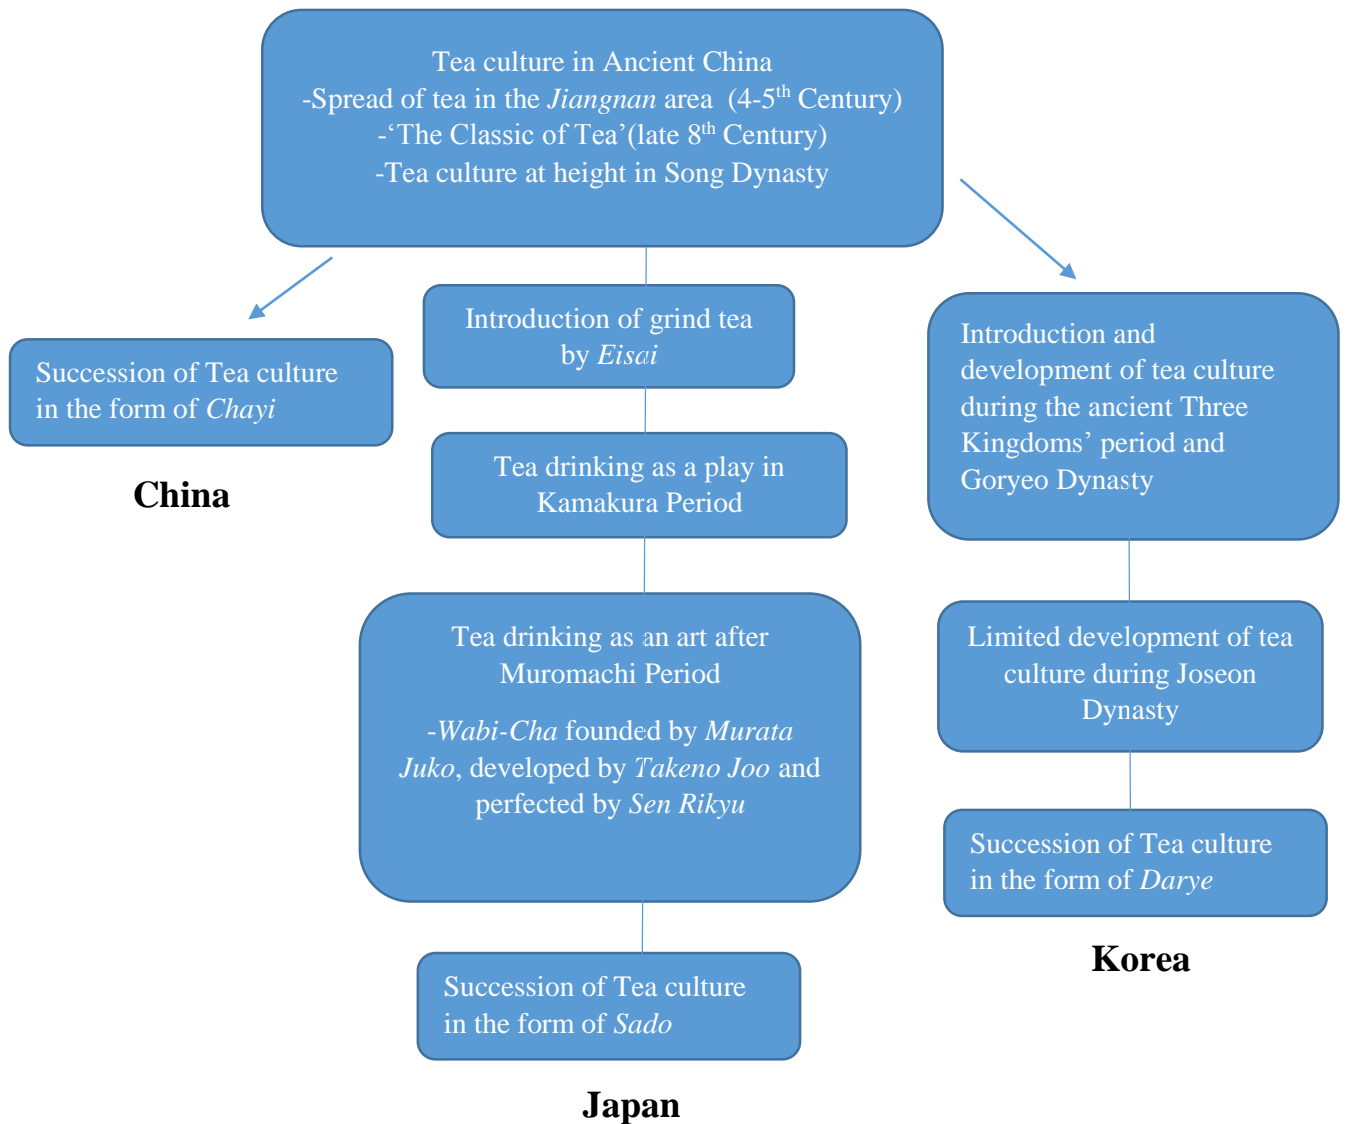 Tea culture in Ancient China
-Spread of tea in the Jiangnan area (4-5th Century)
-‘The Classic of Tea’(late 8th Century)
-Tea culture at height in Song Dynasty
Succession of Tea culture
in the form of Chayi
China
Introduction of grind tea
by Eisai
Tea drinking as a play in
Kamakura Period
Tea drinking as an art after
Muromachi Period
-Wabi-Cha founded by Murata
Juko, developed by Takeno Joo and
perfected by Sen Rikyu
Succession of Tea culture
in the form of Sado
Japan
Introduction and
development of tea culture
during the ancient Three
Kingdoms’ period and
Goryeo Dynasty
Limited development of tea
culture during Joseon
Dynasty
Succession of Tea culture
in the form of Darye
Korea